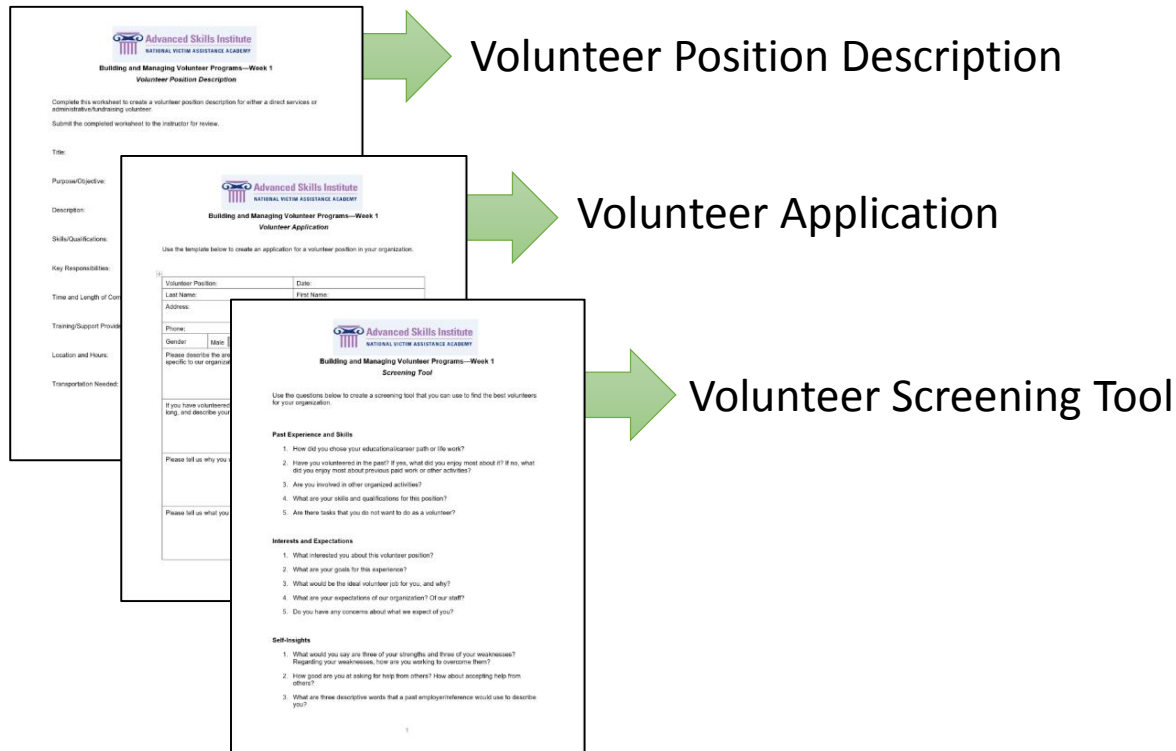 Advanced Skills Institute
NATIONAL VICTIM ASSISTANCE ACADEMY
Building and Managing Volunteer Programs—Week 1
Volunteer Position Description
Complete this worksheet to create a volunteer position description for either a direct services or
administrative/fundraising volunteer.
Submit the completed worksheet to the instructor for review.
Title:
Purpose/Objective:
Description:
Skills/Qualifications:
Key Responsibilities:
Time and Length of Com
Training/Support Provide
Location and Hours:
Transportation Needed:
Volunteer Position Description
Advanced Skills Institute
NATIONAL VICTIM ASSISTANCE ACADEMY
Building and Managing Volunteer Programs—Week 1
Volunteer Application
Use the template below to create an application for a volunteer position in your organization.
Volunteer Position: Date:
Last Name: First Name:
Address:
Phone:
Gender Male
Please describe the are
specific to our organiza
If you have volunteered
long, and describe your
Please tell us why you
Please tell us what you
Volunteer Application
Advanced Skills Institute
NATIONAL VICTIM ASSISTANCE ACADEMY
Building and Managing Volunteer Programs—Week 1
Screening Tool
Use the questions below to create a screening tool that you can use to find the best volunteers
for your organization.
Past Experience and Skills
1. How did you chose your educational/career path or life work?
2. Have you volunteered in the past? If yes, what did you enjoy most about it? If no, what
did you enjoy most about previous paid work or other activities?
3. Are you involved in other organized activities?
4. What are your skills and qualifications for this position?
5. Are there tasks that you do not want to do as a volunteer?
Interests and Expectations
1. What interested you about this volunteer position?
2. What are your goals for this experience?
3. What would be the ideal volunteer job for you, and why?
4. What are your expectations of our organization? Of our staff?
5. Do you have any concerns about what we expect of you?
Self-Insights
1. What would you say are three of your strengths and three of your weaknesses?
Regarding your weaknesses, how are you working to overcome them?
2. How good are you at asking for help from others? How about accepting help from
others?
3. What are three descriptive words that a past employer/reference would use to describe
you?
Volunteer Screening Tool